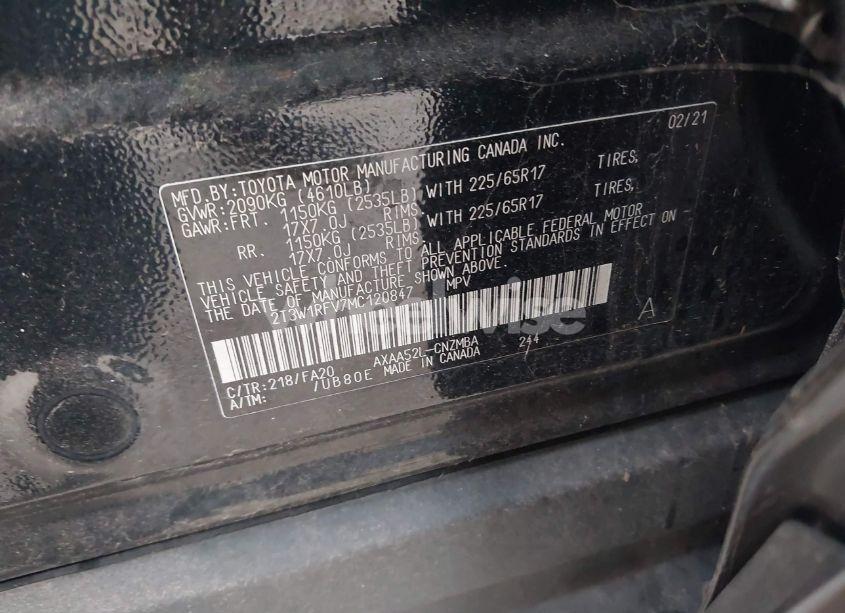 02/21
MFD.BY:TOYOTA MOTOR MANUFACTURING CANADA INC.
GVWR:2090KG (4610LB)
GAWR:FRT. 1150KG (2535LB) WITH 225/65R17 TIRES,
17X7.0J RIMS
RR. 1150KG (2535LB) WITH 225/65R17 TIRES,
17X7.0J RIMS
THIS VEHICLE CONFORMS TO ALL APPLICABLE FEDERAL MOTOR
VEHICLE SAFETY AND THEFT PREVENTION STANDARDS IN EFFECT ON
THE DATE OF MANUFACTURE SHOWN ABOVE.
2T3W1RFV7MC120847 MPV
A
C/TR:218/FA20 AXAA52L-CNZMBA 244
A/TM: /UB80E MADE IN CANADA